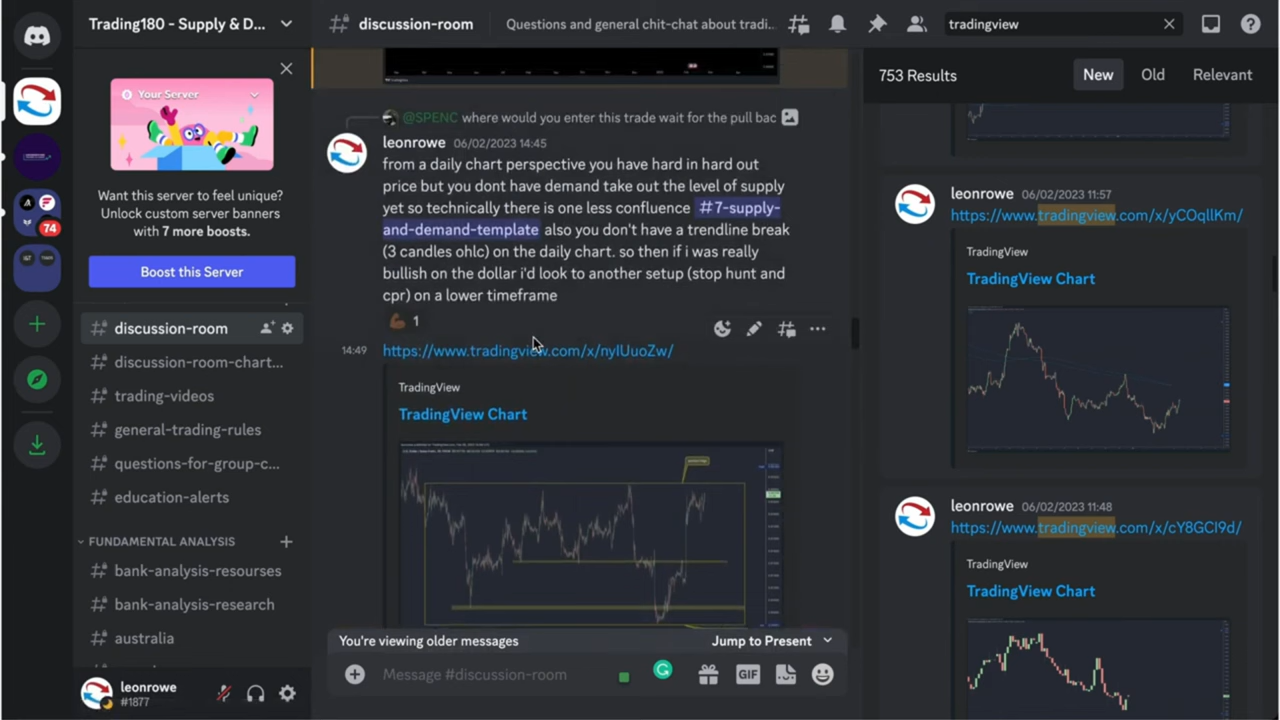 Trading180 - Supply & D...
discussion-room
Questions and general chit-chat about tradi...
tradingview
Your Server
Want this server to feel unique?
Unlock custom server banners
with 7 more boosts.
Boost this Server
discussion-room
discussion-room-chart...
trading-videos
general-trading-rules
questions-for-group-c...
education-alerts
FUNDAMENTAL ANALYSIS
bank-analysis-resourses
bank-analysis-research
australia
74
leonrowe
#1877
@SPENC where would you enter this trade wait for the pull bac
leonrowe 06/02/2023 14:45
from a daily chart perspective you have hard in hard out
price but you dont have demand take out the level of supply
yet so technically there is one less confluence #7-supply-
and-demand-template also you don't have a trendline break
(3 candles ohlc) on the daily chart. so then if i was really
bullish on the dollar i'd look to another setup (stop hunt and
cpr) on a lower timeframe
1
14:49 https://www.tradingview.com/x/nyIUuoZw/
TradingView
TradingView Chart
You're viewing older messages
Jump to Present
Message #discussion-room
GIF
753 Results
New
Old
Relevant
leonrowe 06/02/2023 11:57
https://www.tradingview.com/x/yCOqllKm/
TradingView
TradingView Chart
leonrowe 06/02/2023 11:48
https://www.tradingview.com/x/cY8GCI9d/
TradingView
TradingView Chart